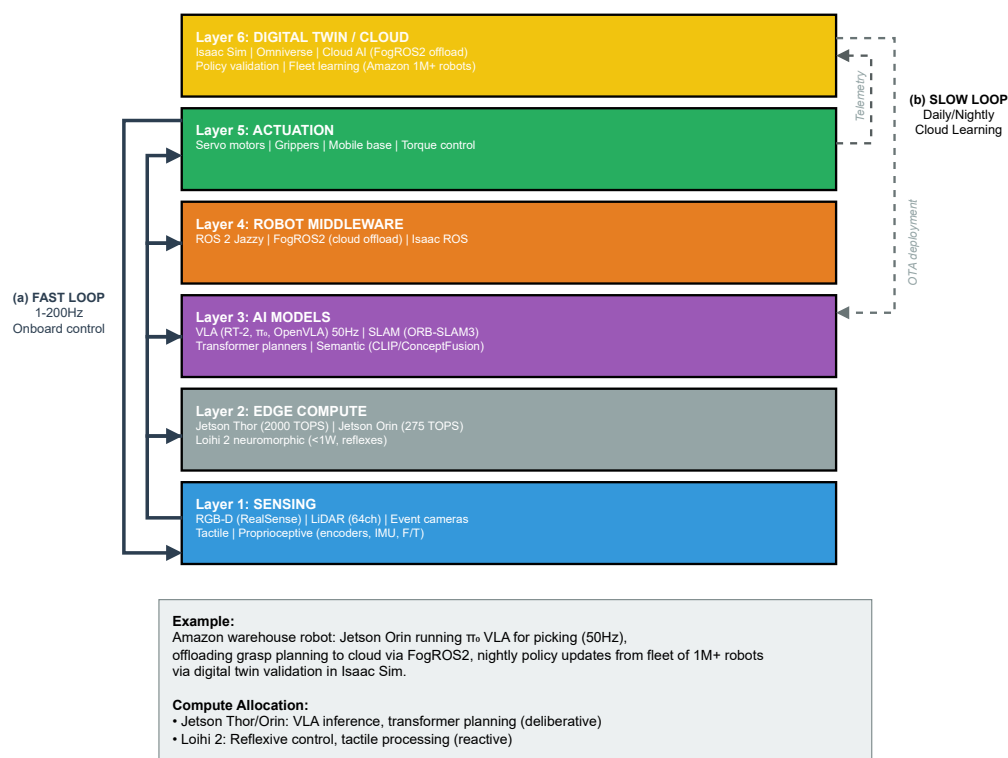 Layer 6: DIGITAL TWIN / CLOUD
Isaac Sim | Omniverse | Cloud AI (FogROS2 offload)
Policy validation | Fleet learning (Amazon 1M+ robots)
Telemetry
(b) SLOW LOOP
Daily/Nightly
Cloud Learning
Layer 5: ACTUATION
Servo motors | Grippers | Mobile base | Torque control
Layer 4: ROBOT MIDDLEWARE
ROS 2 Jazzy | FogROS2 (cloud offload) | Isaac ROS
OTA deployment
(a) FAST LOOP
1-200Hz
Onboard control
Layer 3: AI MODELS
VLA (RT-2, π₀, OpenVLA) 50Hz | SLAM (ORB-SLAM3)
Transformer planners | Semantic (CLIP/ConceptFusion)
Layer 2: EDGE COMPUTE
Jetson Thor (2000 TOPS) | Jetson Orin (275 TOPS)
Loihi 2 neuromorphic (<1W, reflexes)
Layer 1: SENSING
RGB-D (RealSense) | LiDAR (64ch) | Event cameras
Tactile | Proprioceptive (encoders, IMU, F/T)
Example:
Amazon warehouse robot: Jetson Orin running π₀ VLA for picking (50Hz),
offloading grasp planning to cloud via FogROS2, nightly policy updates from fleet of 1M+ robots
via digital twin validation in Isaac Sim.
Compute Allocation:
• Jetson Thor/Orin: VLA inference, transformer planning (deliberative)
• Loihi 2: Reflexive control, tactile processing (reactive)